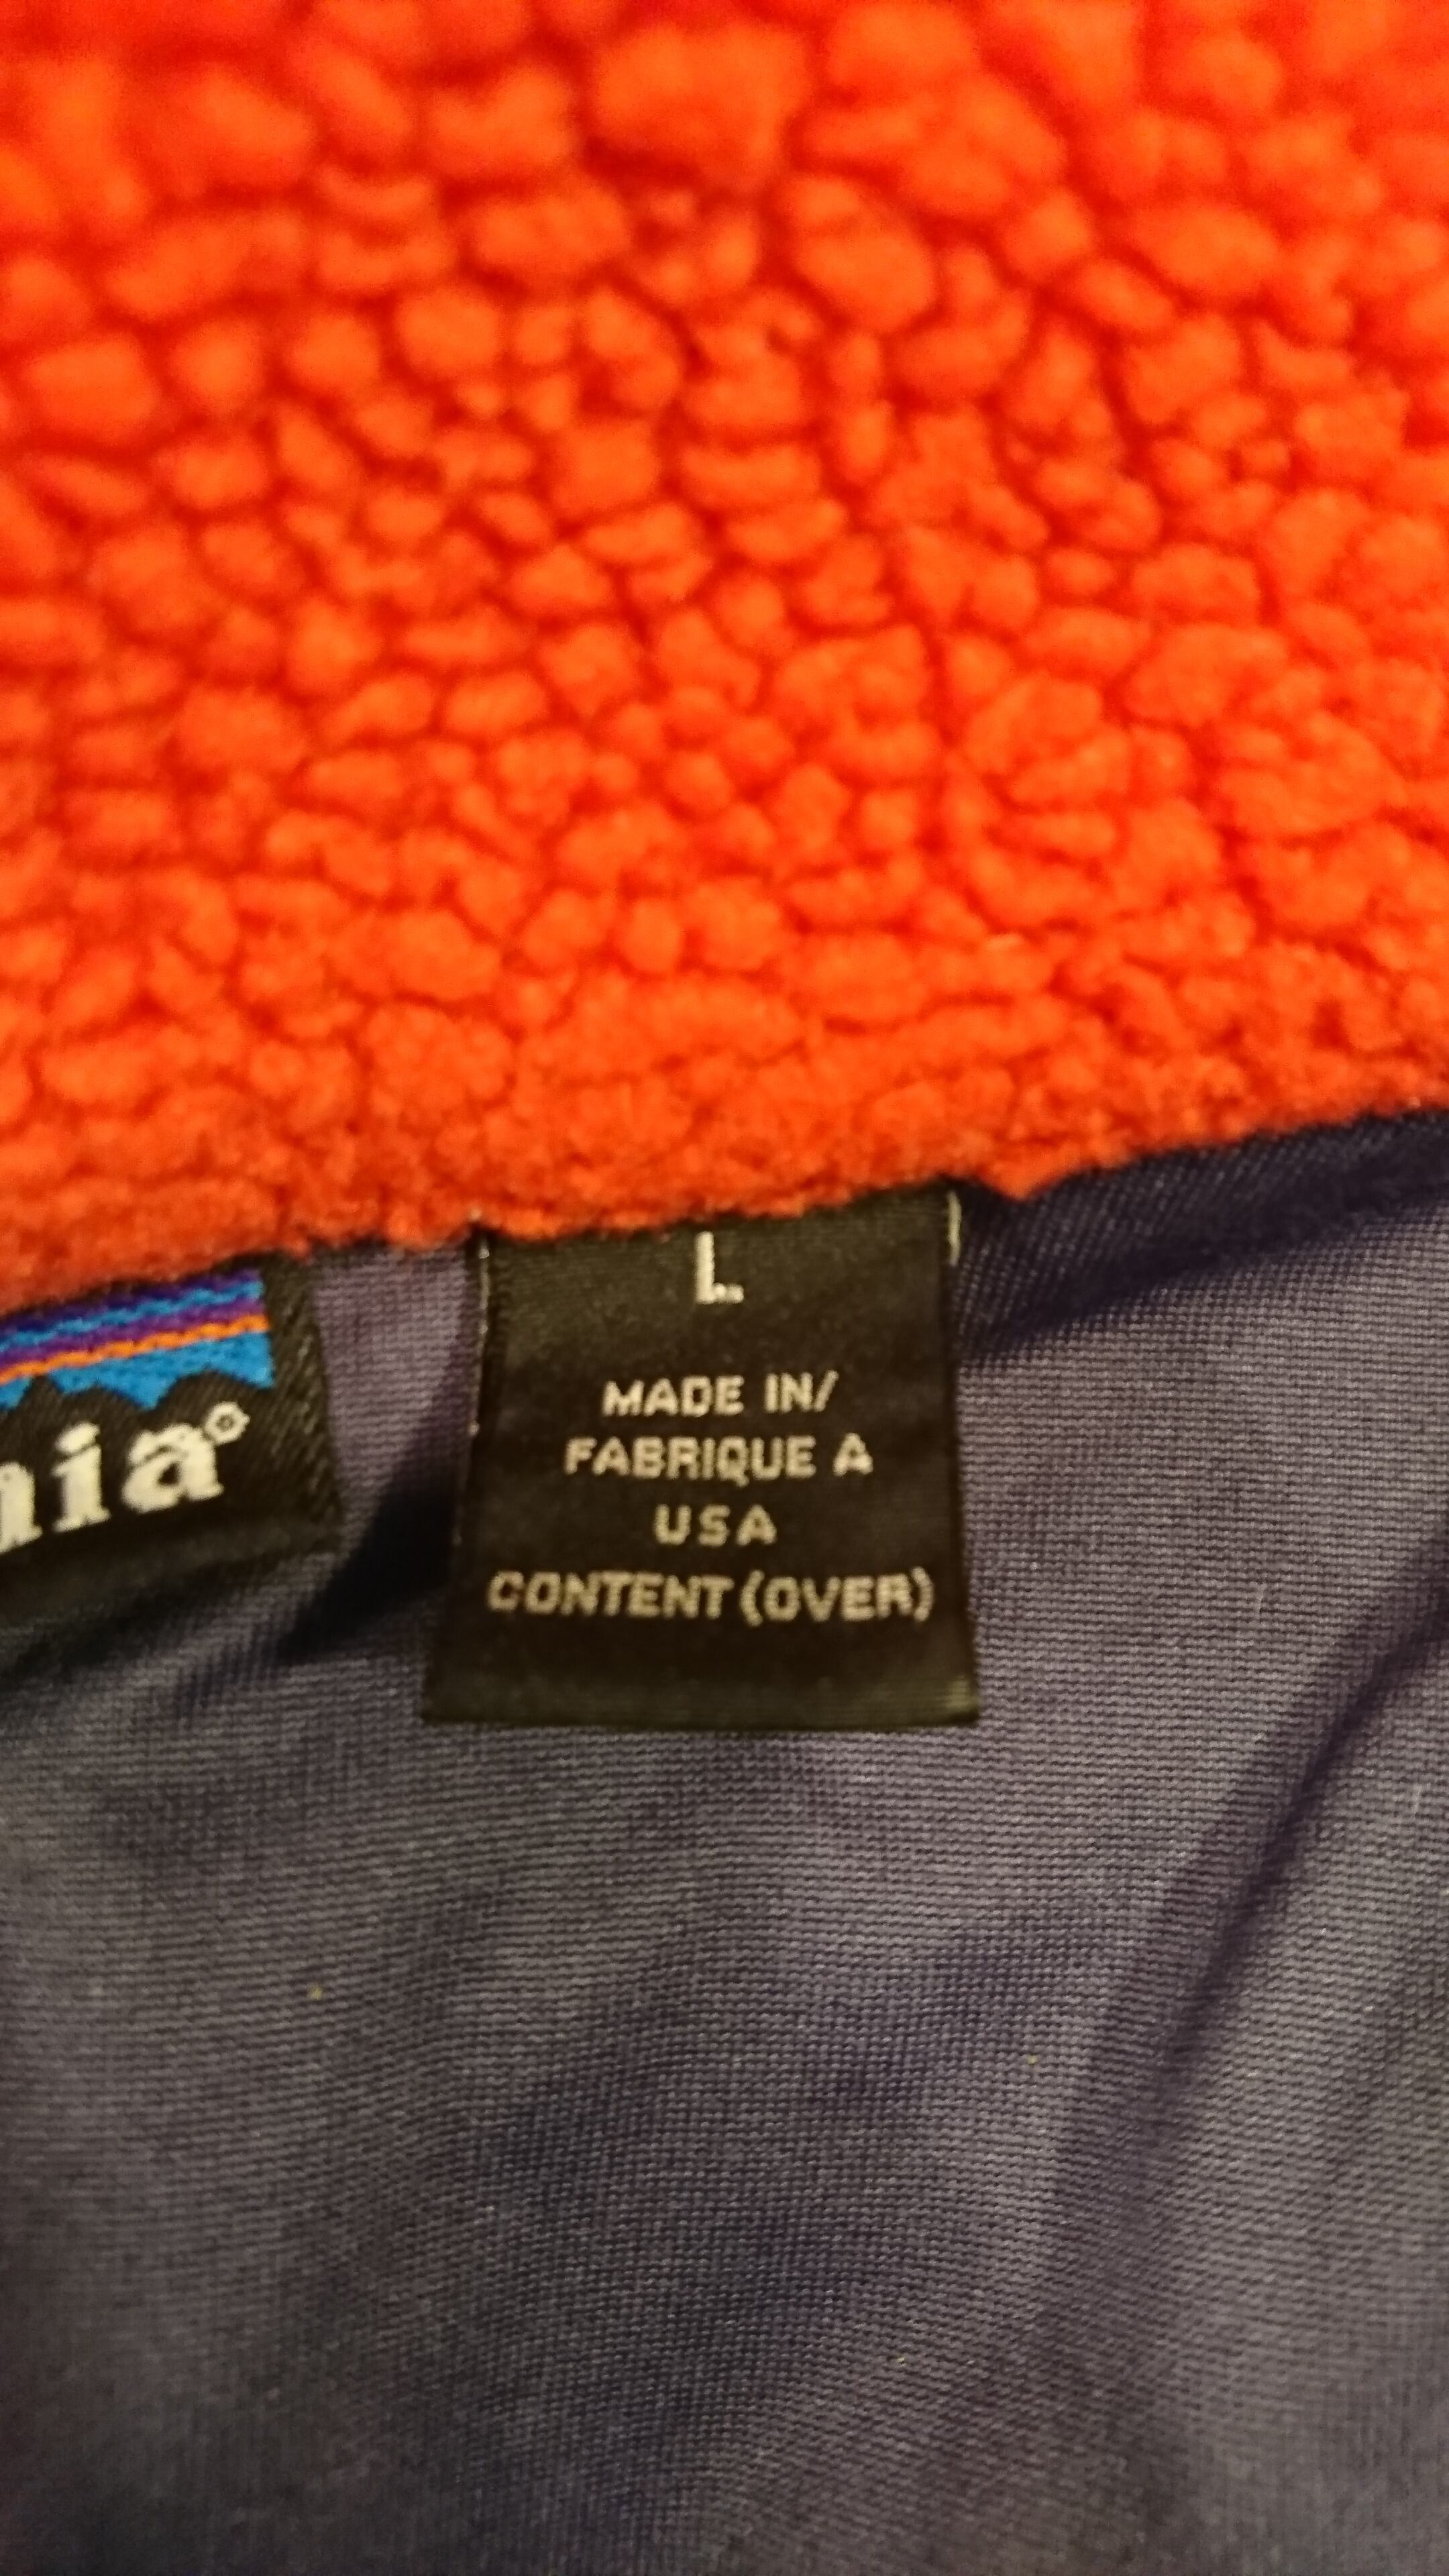 L
MADE IN/
FABRIQUE A
USA
CONTENT (OVER)
nia®